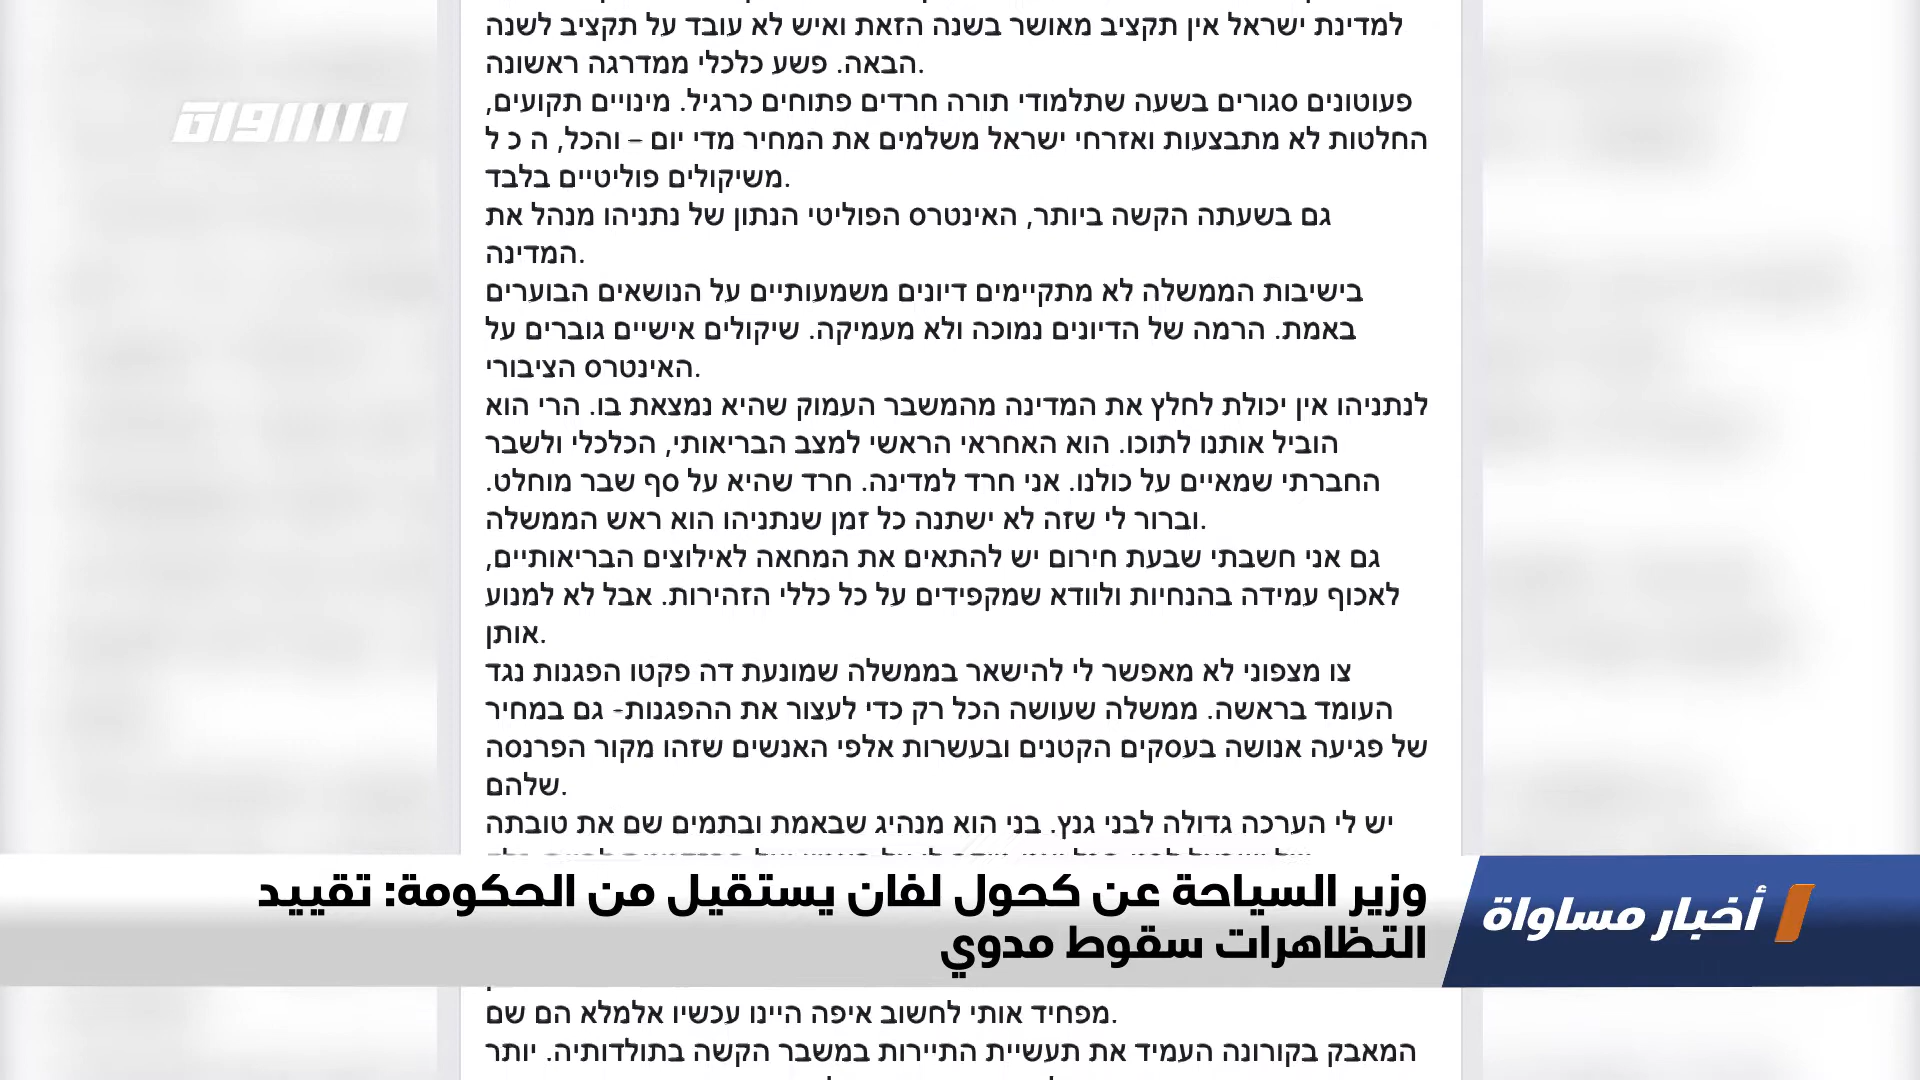 למדינת ישראל אין תקציב מאושר בשנה הזאת ואיש לא עובד על תקציב לשנה
הבאה. פשע כלכלי ממדרגה ראשונה.
פעוטונים סגורים בשעה שתלמודי תורה חרדים פתוחים כרגיל. מינויים תקועים,
החלטות לא מתבצעות ואזרחי ישראל משלמים את המחיר מדי יום – והכל, ה כ ל
משיקולים פוליטיים בלבד.
גם בשעתה הקשה ביותר, האינטרס הפוליטי הנתון של נתניהו מנהל את
המדינה.
בישיבות הממשלה לא מתקיימים דיונים משמעותיים על הנושאים הבוערים
באמת. הרמה של הדיונים נמוכה ולא מעמיקה. שיקולים אישיים גוברים על
האינטרס הציבורי.
לנתניהו אין יכולת לחלץ את המדינה מהמשבר העמוק שהיא נמצאת בו. הרי הוא
הוביל אותנו לתוכו. הוא האחראי הראשי למצב הבריאותי, הכלכלי ולשבר
החברתי שמאיים על כולנו. אני חרד למדינה. חרד שהיא על סף שבר מוחלט.
וברור לי שזה לא ישתנה כל זמן שנתניהו הוא ראש הממשלה.
גם אני חשבתי שבעת חירום יש להתאים את המחאה לאילוצים הבריאותיים,
לאכוף עמידה בהנחיות ולוודא שמקפידים על כל כללי הזהירות. אבל לא למנוע
אותן.
צו מצפוני לא מאפשר לי להישאר בממשלה שמונעת דה פקטו הפגנות נגד
העומד בראשה. ממשלה שעושה הכל רק כדי לעצור את ההפגנות- גם במחיר
של פגיעה אנושה בעסקים הקטנים ובעשרות אלפי האנשים שזהו מקור הפרנסה
שלהם.
יש לי הערכה גדולה לבני גנץ. בני הוא מנהיג שבאמת ובתמים שם את טובתה
وزير السياحة عن كحول لفان يستقيل من الحكومة: تقييد
التظاهرات سقوط مدوي
أخبار مساواة
מפחיד אותי לחשוב איפה היינו עכשיו אלמלא הם שם.
המאבק בקורונה העמיד את תעשיית התיירות במשבר הקשה בתולדותיה. יותר